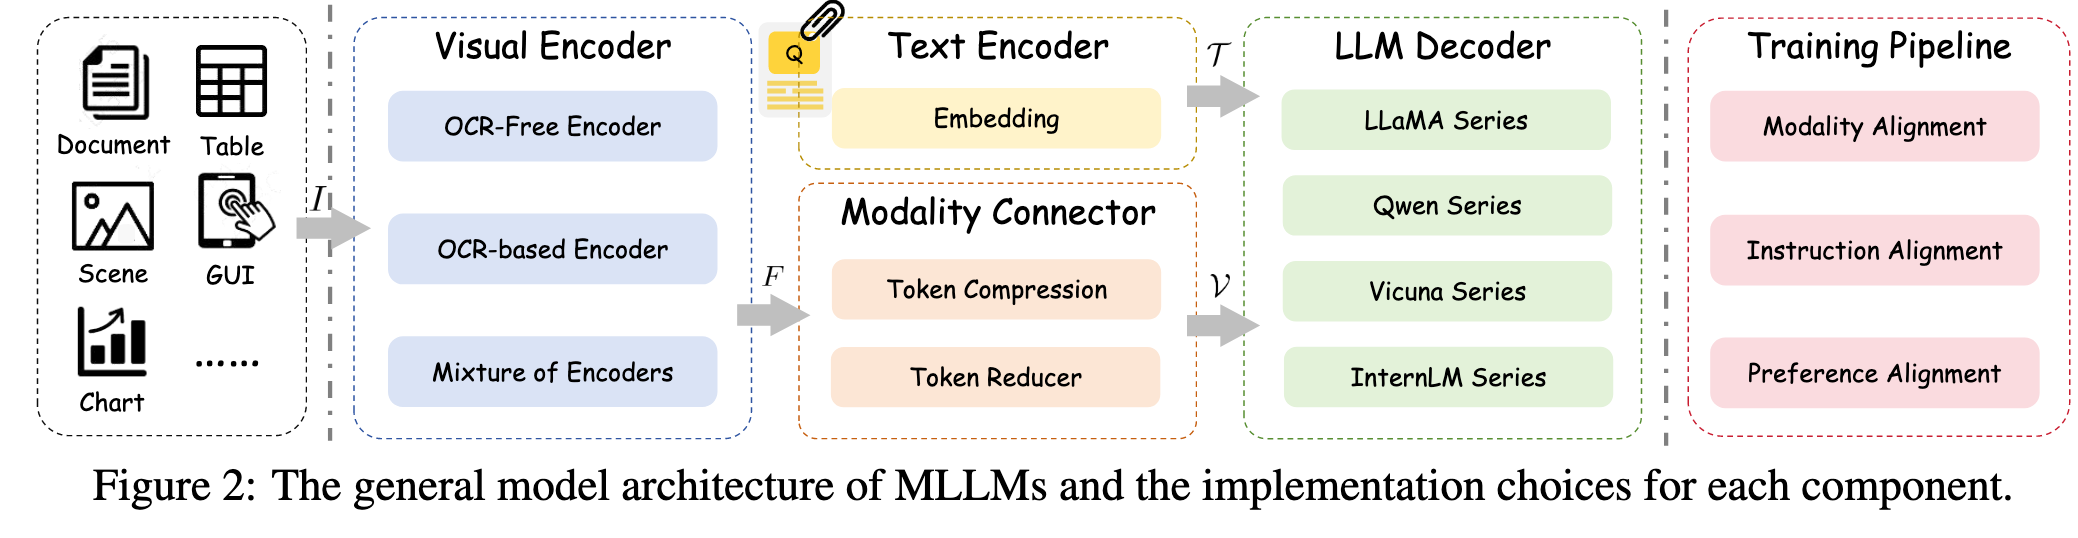 Document
Table
Scene
GUI
Chart
......
I
Visual Encoder
OCR-Free Encoder
OCR-based Encoder
Mixture of Encoders
F
Q
Text Encoder
Embedding
Modality Connector
Token Compression
Token Reducer
𝒯
𝒱
LLM Decoder
LLaMA Series
Qwen Series
Vicuna Series
InternLM Series
Training Pipeline
Modality Alignment
Instruction Alignment
Preference Alignment
Figure 2: The general model architecture of MLLMs and the implementation choices for each component.